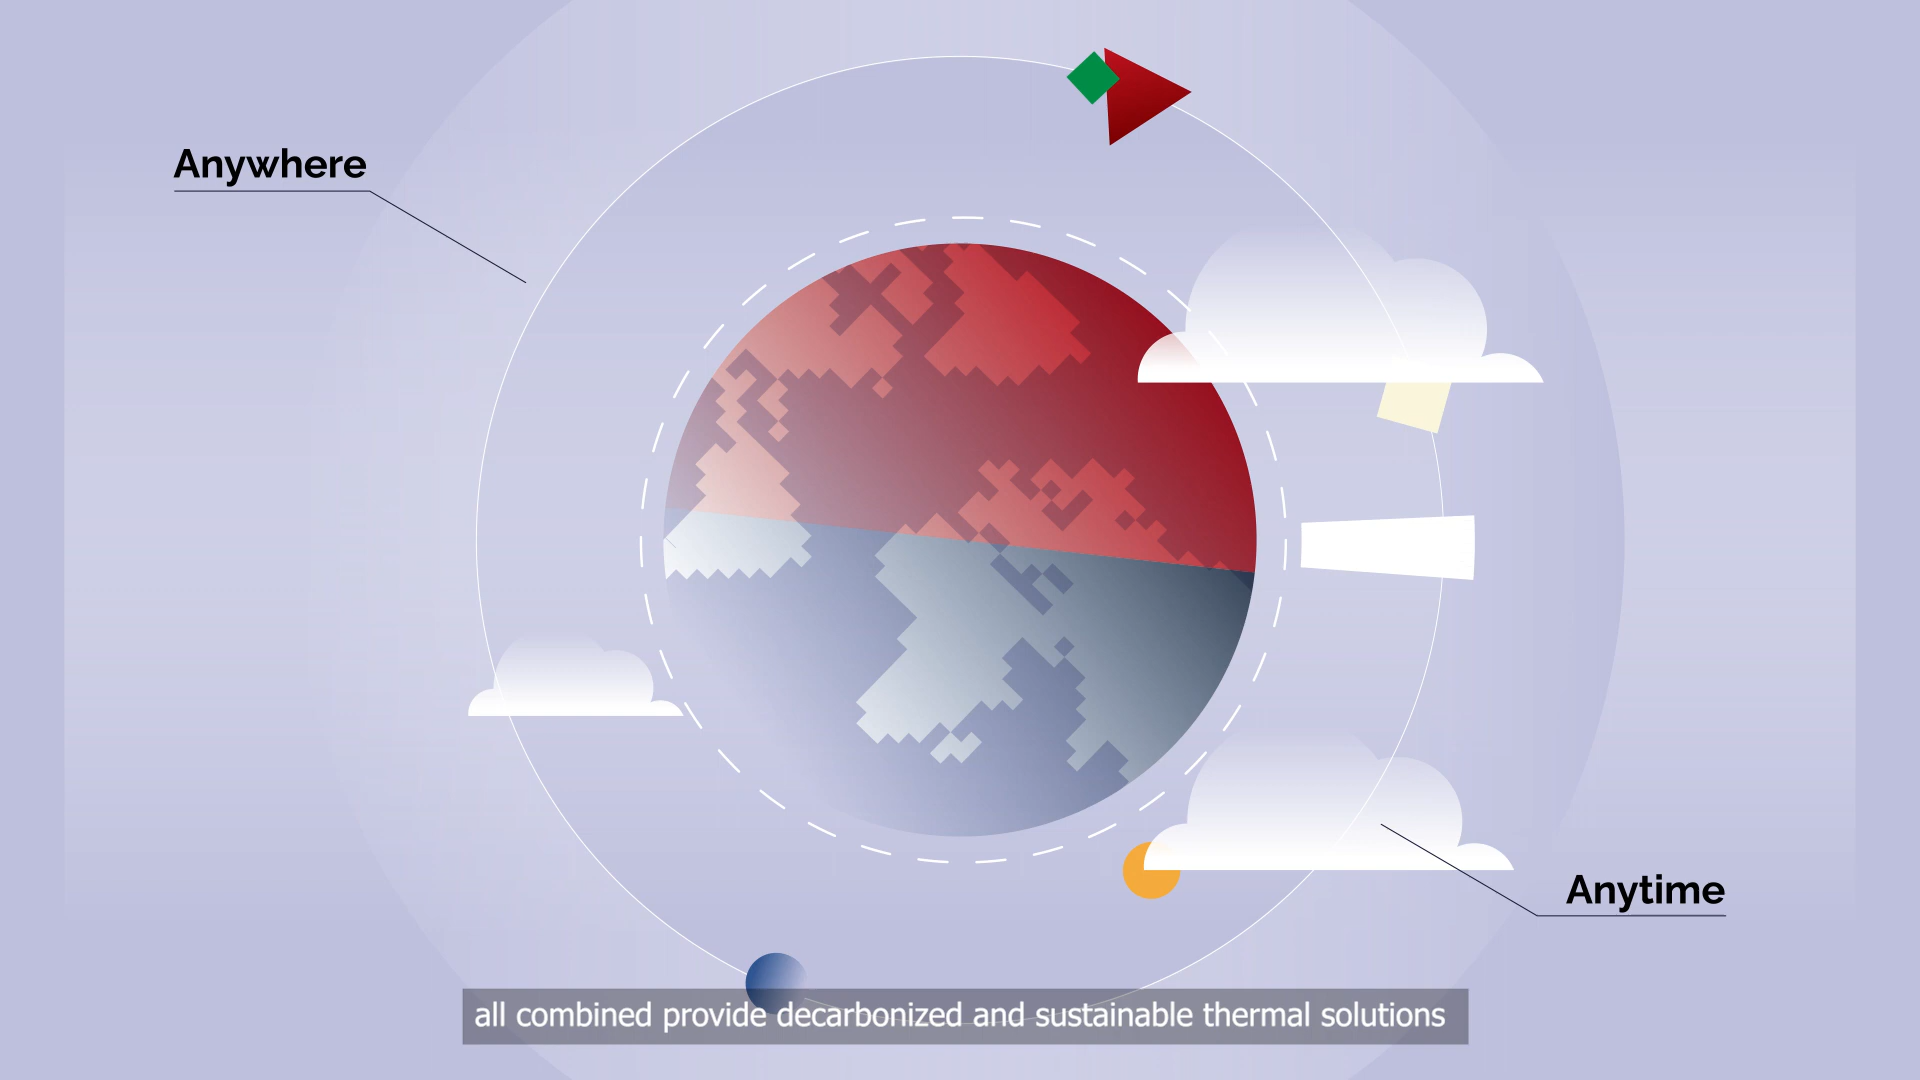 Anywhere
Anytime
all combined provide decarbonized and sustainable thermal solutions